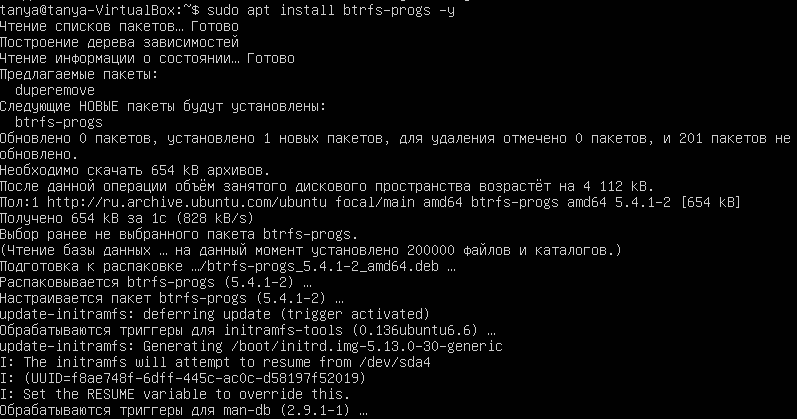 tanya@tanya-VirtualBox:~$ sudo apt install btrfs-progs -y
Чтение списков пакетов… Готово
Построение дерева зависимостей
Чтение информации о состоянии… Готово
Предлагаемые пакеты:
  duperemove
Следующие НОВЫЕ пакеты будут установлены:
  btrfs-progs
Обновлено 0 пакетов, установлено 1 новых пакетов, для удаления отмечено 0 пакетов, и 201 пакетов не
обновлено.
Необходимо скачать 654 kB архивов.
После данной операции объём занятого дискового пространства возрастёт на 4 112 kB.
Пол:1 http://ru.archive.ubuntu.com/ubuntu focal/main amd64 btrfs-progs amd64 5.4.1-2 [654 kB]
Получено 654 kB за 1с (828 kB/s)
Выбор ранее не выбранного пакета btrfs-progs.
(Чтение базы данных … на данный момент установлено 200000 файлов и каталогов.)
Подготовка к распаковке …/btrfs-progs_5.4.1-2_amd64.deb …
Распаковывается btrfs-progs (5.4.1-2) …
Настраивается пакет btrfs-progs (5.4.1-2) …
update-initramfs: deferring update (trigger activated)
Обрабатываются триггеры для initramfs-tools (0.136ubuntu6.6) …
update-initramfs: Generating /boot/initrd.img-5.13.0-30-generic
I: The initramfs will attempt to resume from /dev/sda4
I: (UUID=f8ae748f-6dff-445c-ac0c-d58197f52019)
I: Set the RESUME variable to override this.
Обрабатываются триггеры для man-db (2.9.1-1) …